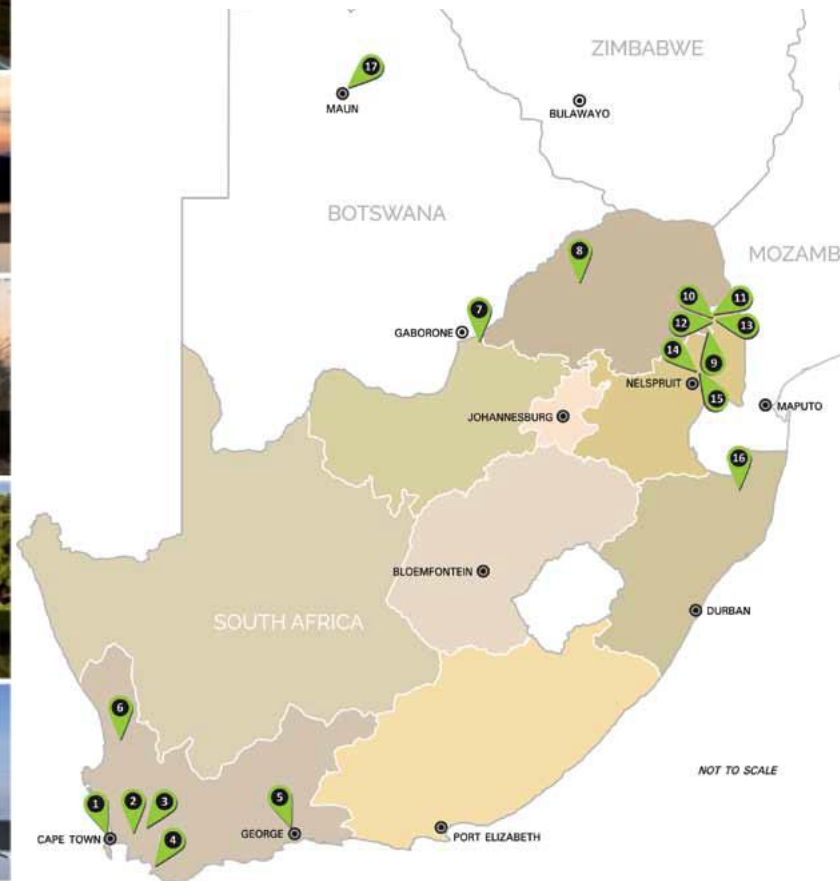 ZIMBABWE
17
MAUN
BULAWAYO
BOTSWANA
MOZAMB
8
10
11
7
12
13
GABORONE
14
9
NELSPRUIT
15
MAPUTO
JOHANNESBURG
16
BLOEMFONTEIN
DURBAN
SOUTH AFRICA
6
NOT TO SCALE
1
2
3
5
CAPE TOWN
4
GEORGE
PORT ELIZABETH